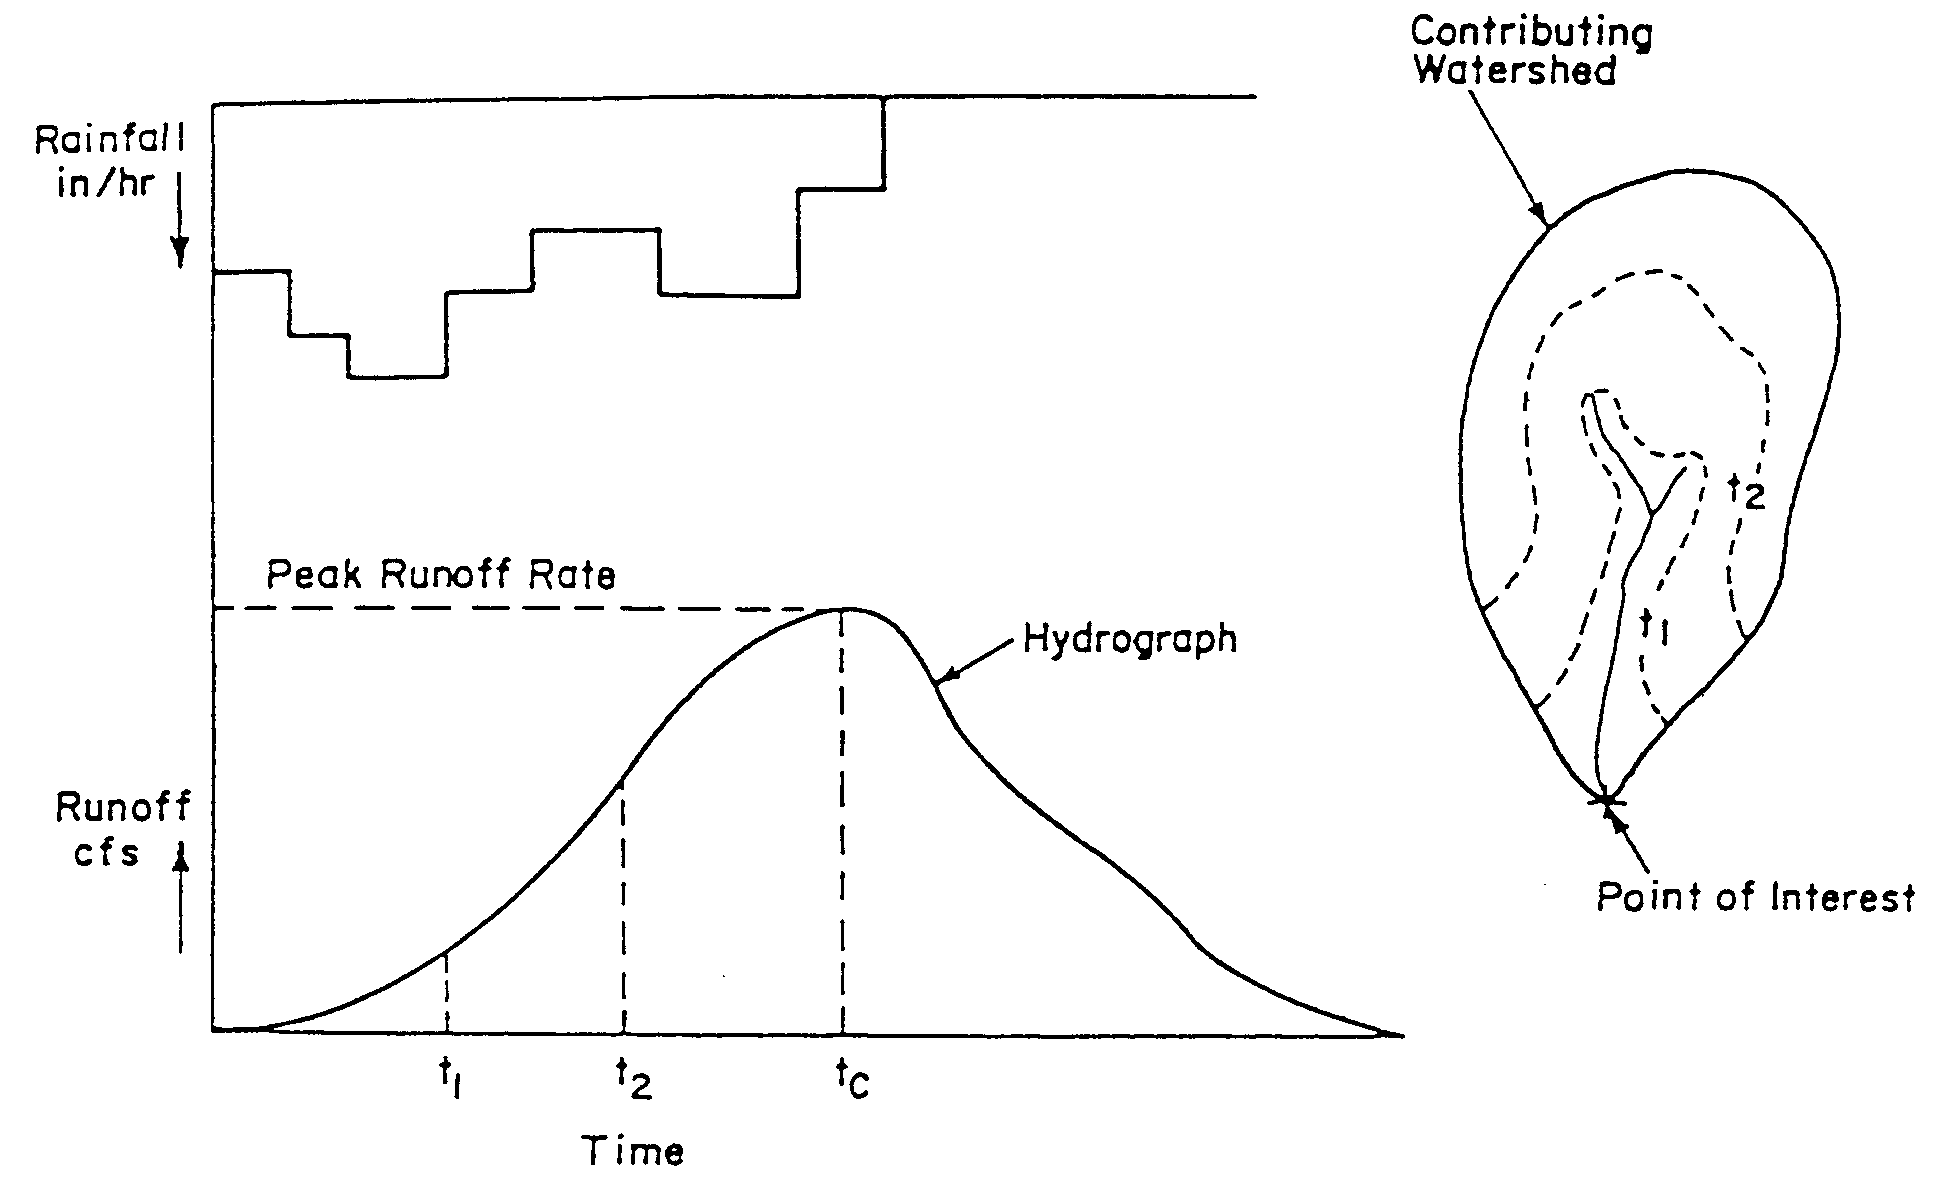 Contributing
Watershed
Rainfall
in/hr
Peak Runoff Rate
Hydrograph
t2
t1
Runoff
cfs
Point of Interest
t1
t2
tc
Time